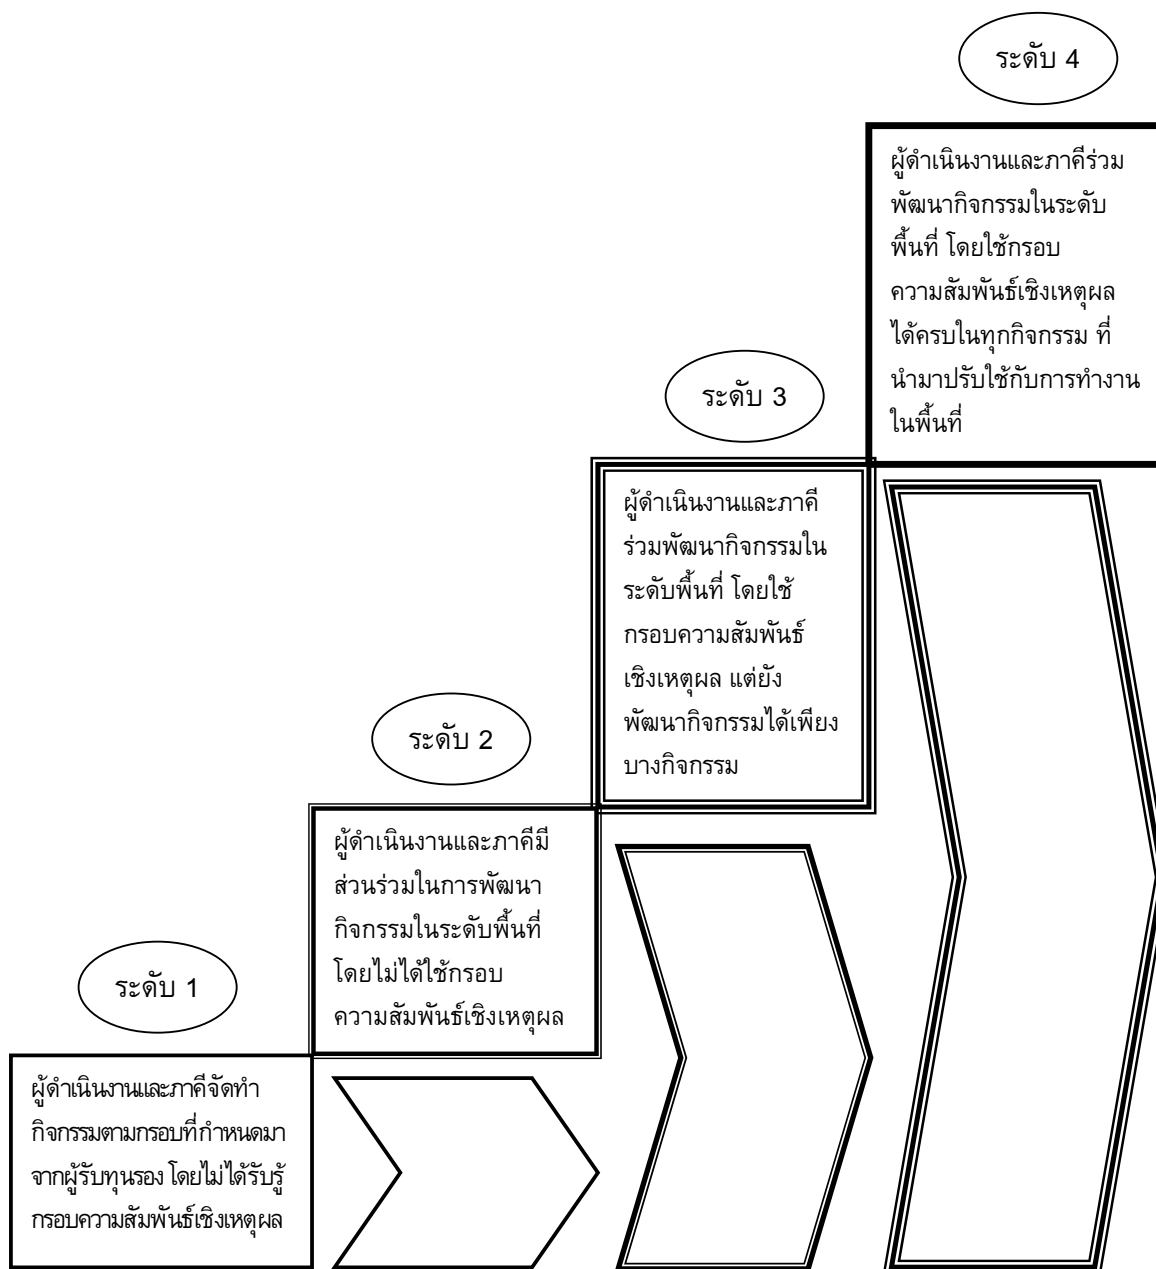 ระดับ 4
ผู้ดำเนินงานและภาคีร่วม
พัฒนากิจกรรมในระดับ
พื้นที่ โดยใช้กรอบ
ความสัมพันธ์เชิงเหตุผล
ได้ครบในทุกกิจกรรม ที่
นำมาปรับใช้กับการทำงาน
ในพื้นที่
ระดับ 3
ผู้ดำเนินงานและภาคี
ร่วมพัฒนากิจกรรมใน
ระดับพื้นที่ โดยใช้
กรอบความสัมพันธ์
เชิงเหตุผล แต่ยัง
พัฒนากิจกรรมได้เพียง
บางกิจกรรม
ระดับ 2
ผู้ดำเนินงานและภาคีมี
ส่วนร่วมในการพัฒนา
กิจกรรมในระดับพื้นที่
โดยไม่ได้ใช้กรอบ
ความสัมพันธ์เชิงเหตุผล
ระดับ 1
ผู้ดำเนินงานและภาคีจัดทำ
กิจกรรมตามกรอบที่กำหนดมา
จากผู้รับทุนรอง โดยไม่ได้รับรู้
กรอบความสัมพันธ์เชิงเหตุผล